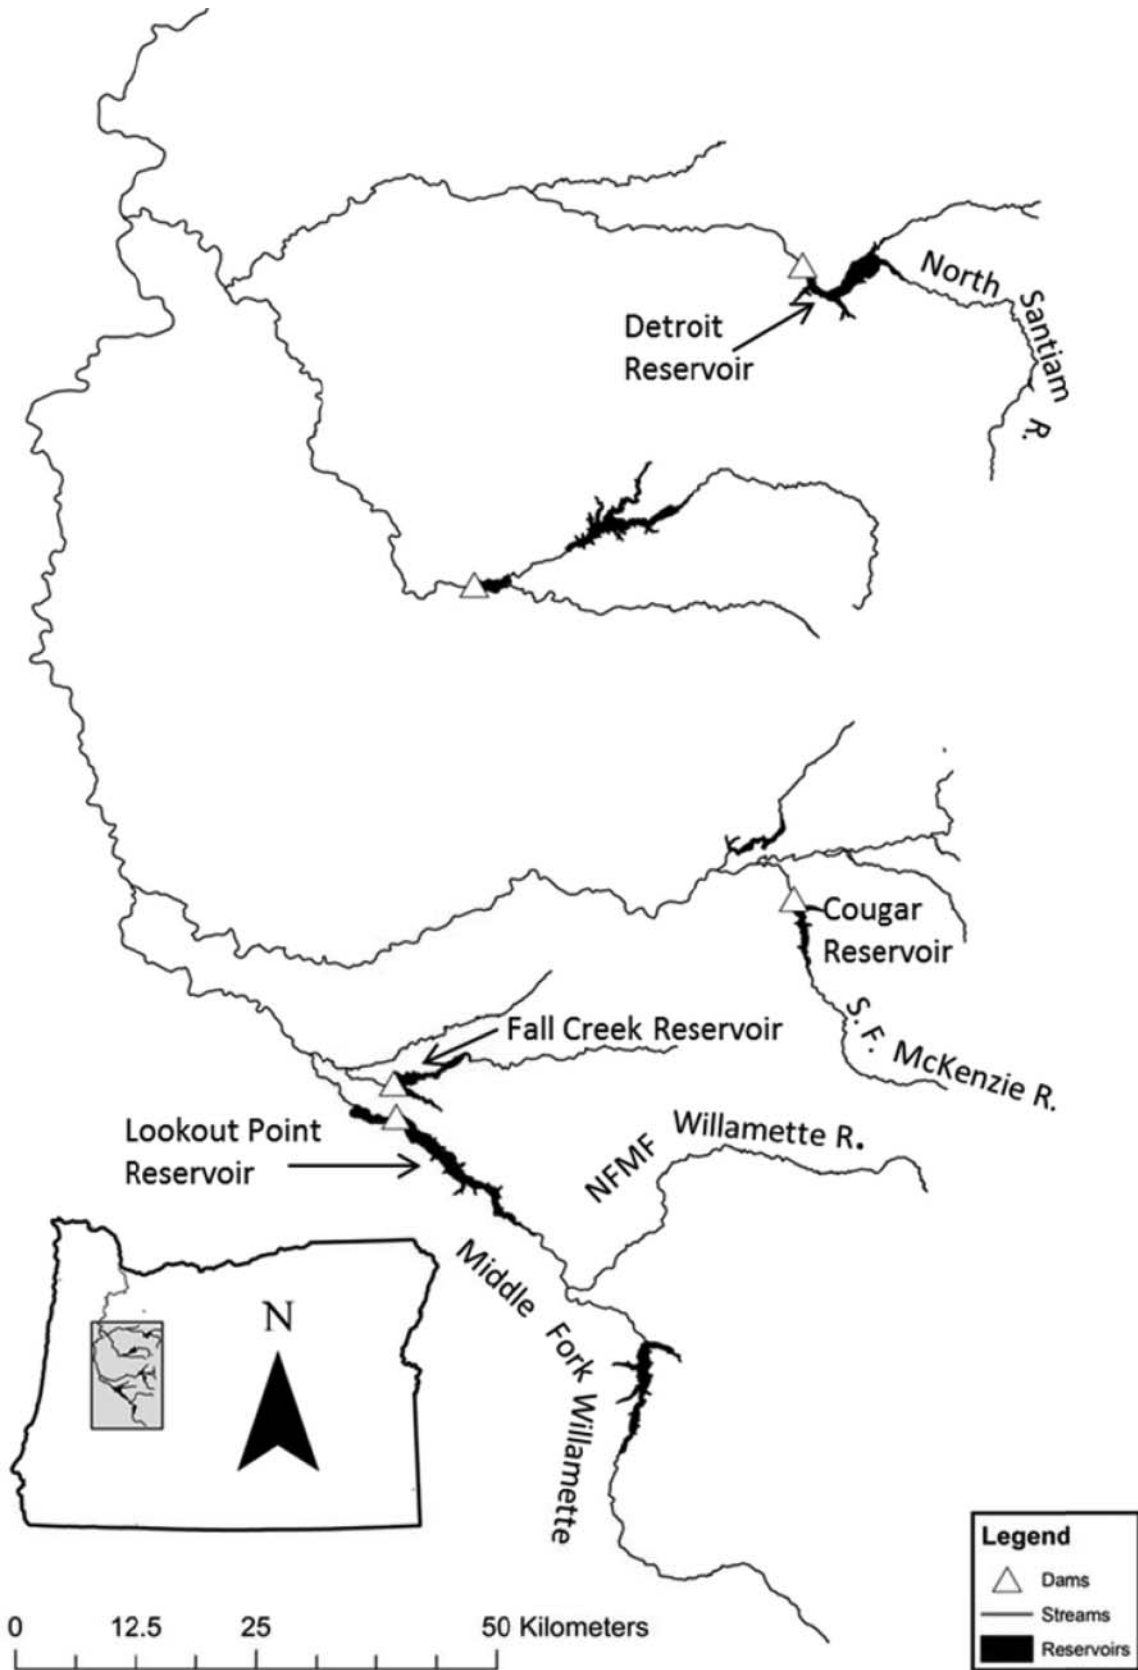 North
Santiam
R.
Detroit
Reservoir
Cougar
Reservoir
S. F. McKenzie R.
Fall Creek Reservoir
Lookout Point
Reservoir
NFMF
Willamette R.
Middle
Fork
Willamette
N
Legend
Dams
Streams
Reservoirs
0 12.5 25 50 Kilometers